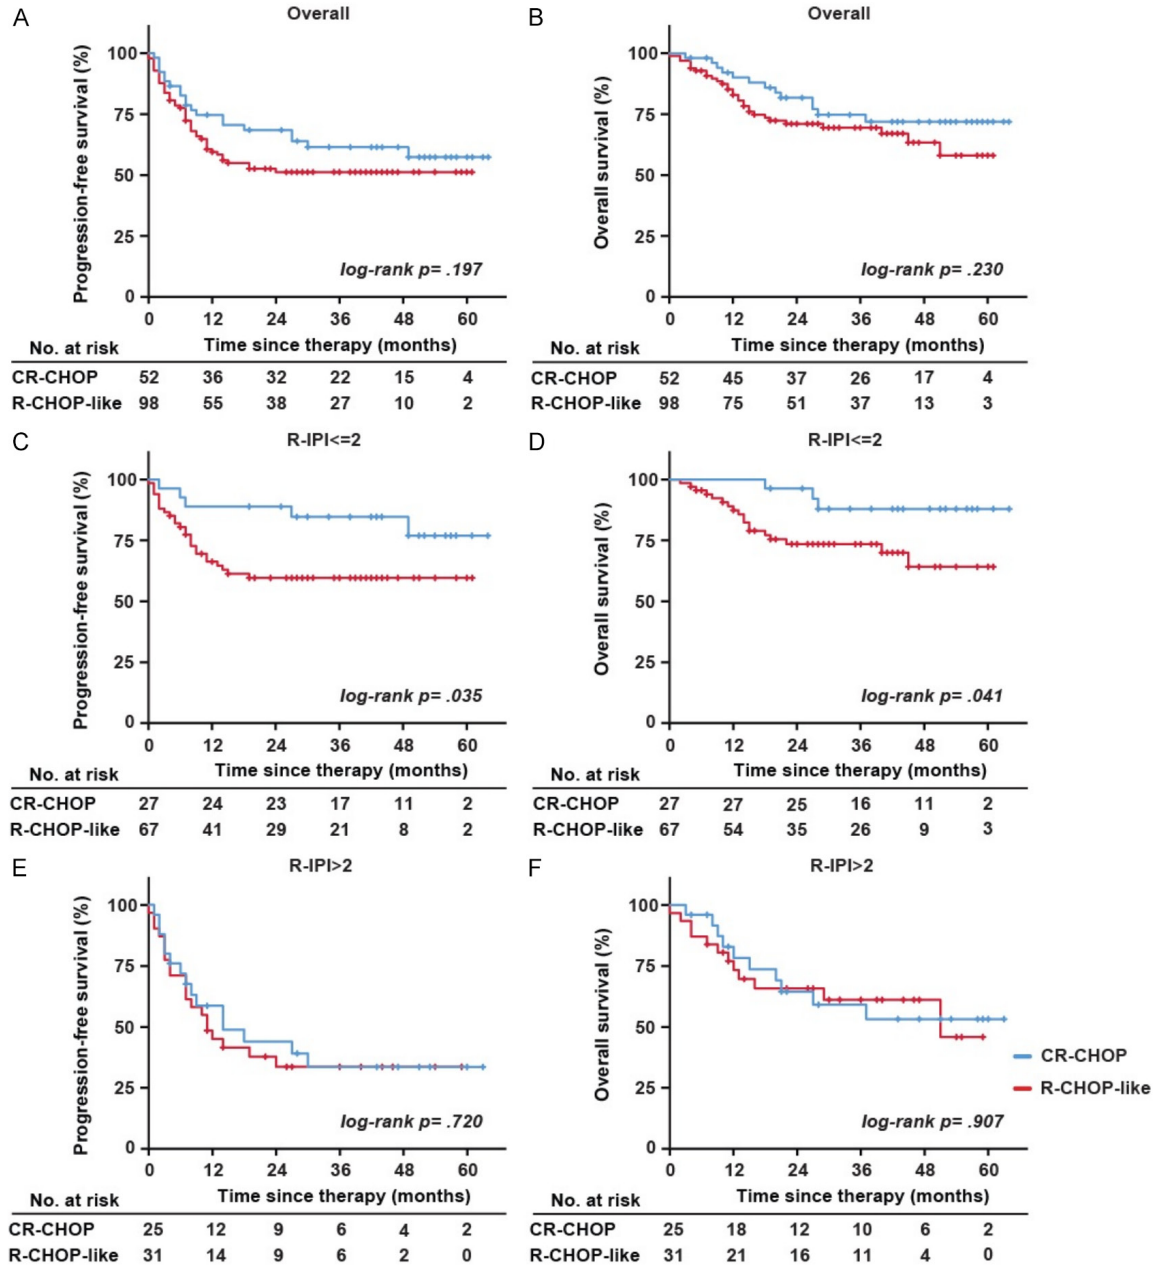 A
Overall
Progression-free survival (%)
100
75
50
25
0
log-rank p= .197
0 12 24 36 48 60
No. at risk Time since therapy (months)
CR-CHOP 52 36 32 22 15 4
R-CHOP-like 98 55 38 27 10 2
B
Overall
Overall survival (%)
100
75
50
25
0
log-rank p= .230
0 12 24 36 48 60
No. at risk Time since therapy (months)
CR-CHOP 52 45 37 26 17 4
R-CHOP-like 98 75 51 37 13 3
C
R-IPI<=2
Progression-free survival (%)
100
75
50
25
0
log-rank p= .035
0 12 24 36 48 60
No. at risk Time since therapy (months)
CR-CHOP 27 24 23 17 11 2
R-CHOP-like 67 41 29 21 8 2
D
R-IPI<=2
Overall survival (%)
100
75
50
25
0
log-rank p= .041
0 12 24 36 48 60
No. at risk Time since therapy (months)
CR-CHOP 27 27 25 16 11 2
R-CHOP-like 67 54 35 26 9 3
E
R-IPI>2
Progression-free survival (%)
100
75
50
25
0
log-rank p= .720
0 12 24 36 48 60
No. at risk Time since therapy (months)
CR-CHOP 25 12 9 6 4 2
R-CHOP-like 31 14 9 6 2 0
F
R-IPI>2
Overall survival (%)
100
75
50
25
0
log-rank p= .907
0 12 24 36 48 60
No. at risk Time since therapy (months)
CR-CHOP 25 18 12 10 6 2
R-CHOP-like 31 21 16 11 4 0
CR-CHOP
R-CHOP-like